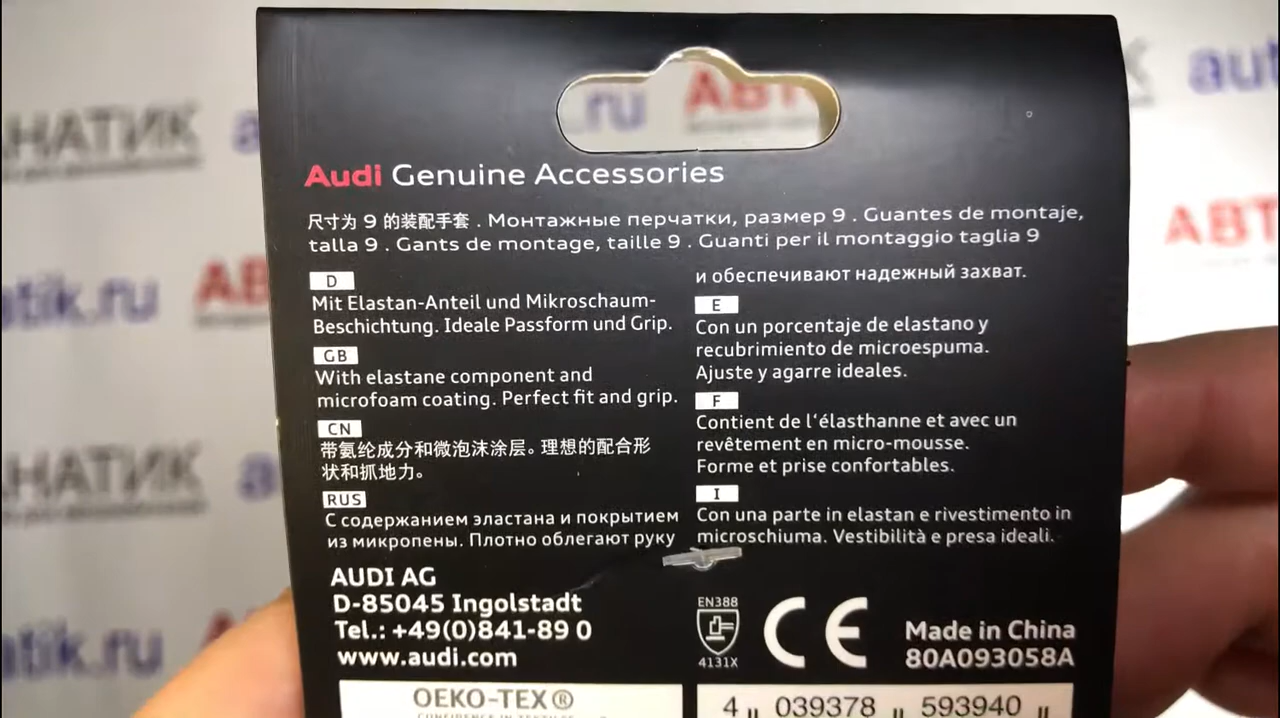 Audi Genuine Accessories
尺寸为 9 的装配手套 . Монтажные перчатки, размер 9 . Guantes de montaje,
talla 9 . Gants de montage, taille 9 . Guanti per il montaggio taglia 9
D
Mit Elastan-Anteil und Mikroschaum-
Beschichtung. Ideale Passform und Grip.
GB
With elastane component and
microfoam coating. Perfect fit and grip.
CN
带氨纶成分和微泡沫涂层。理想的配合形
状和抓地力。
RUS
С содержанием эластана и покрытием
из микропены. Плотно облегают руку
и обеспечивают надежный захват.
E
Con un porcentaje de elastano y
recubrimiento de microespuma.
Ajuste y agarre ideales.
F
Contient de l'élasthanne et avec un
revêtement en micro-mousse.
Forme et prise confortables.
I
Con una parte in elastan e rivestimento in
microschiuma. Vestibilità e presa ideali.
AUDI AG
D-85045 Ingolstadt
Tel.: +49(0)841-89 0
www.audi.com
EN388
4131X
CE
Made in China
80A093058A
OEKO-TEX®
4 039378 593940